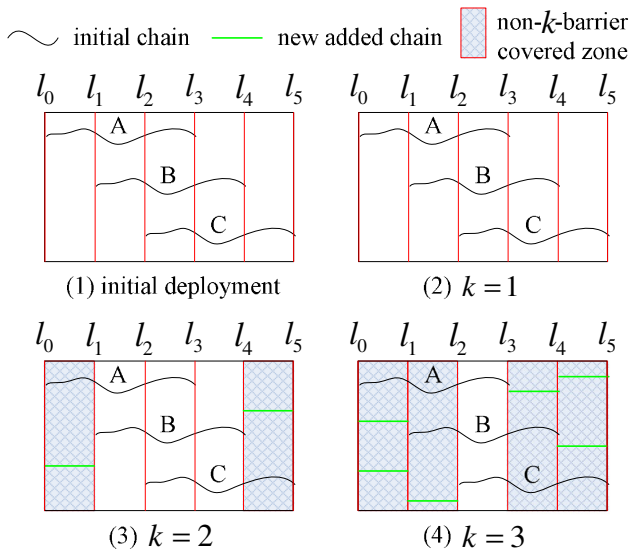 initial chain new added chain non-k-barrier covered zone
l0 l1 l2 l3 l4 l5
A
B
C
(1) initial deployment
l0 l1 l2 l3 l4 l5
A
B
C
(2) k = 1
l0 l1 l2 l3 l4 l5
A
B
C
(3) k = 2
l0 l1 l2 l3 l4 l5
A
B
C
(4) k = 3